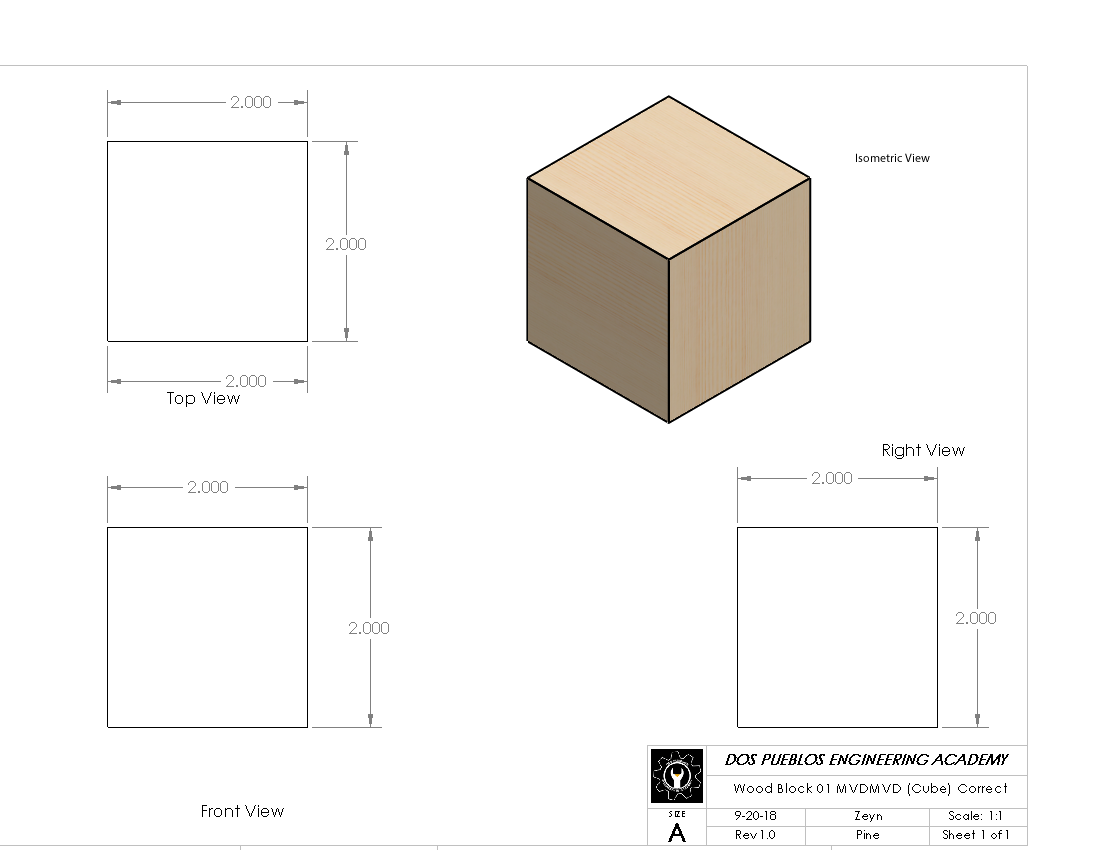 2.000
2.000
2.000
Top View
Isometric View
Right View
2.000
2.000
2.000
2.000
Front View
DOS PUEBLOS ENGINEERING ACADEMY
Wood Block 01 MVDMVD (Cube) Correct
SIZE
A
9-20-18 Zeyn Scale: 1:1
Rev1.0 Pine Sheet 1 of 1